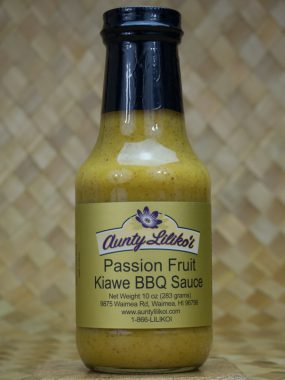 Aunty Liliko'i
Passion Fruit
Kiawe BBQ Sauce
Net Weight 10 oz (283 grams)
9875 Waimea Rd, Waimea, HI 96796
www.auntylilikoi.com
1-866-LILIKOI